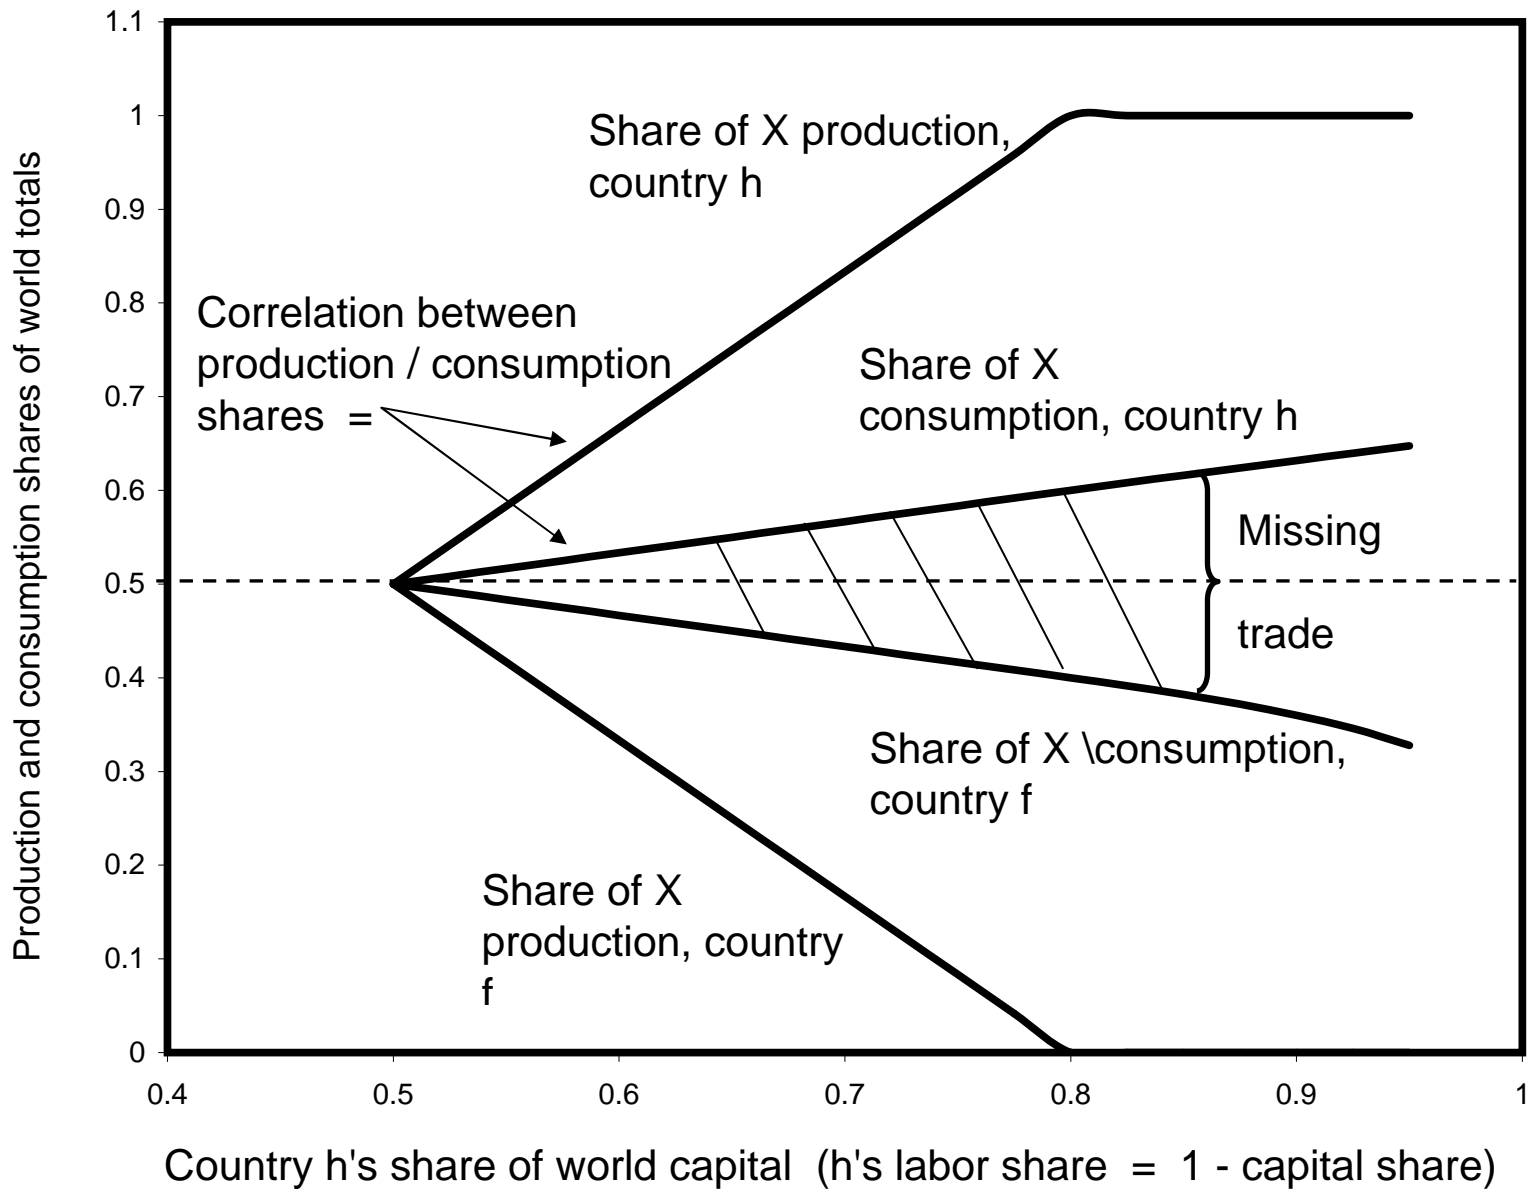 Production and consumption shares of world totals
1.1
1
0.9
0.8
0.7
0.6
0.5
0.4
0.3
0.2
0.1
0
Share of X production,
country h
Correlation between
production / consumption
shares =
Share of X
consumption, country h
Missing
trade
Share of X \consumption,
country f
Share of X
production, country
f
0.4 0.5 0.6 0.7 0.8 0.9 1
Country h's share of world capital (h's labor share = 1 - capital share)